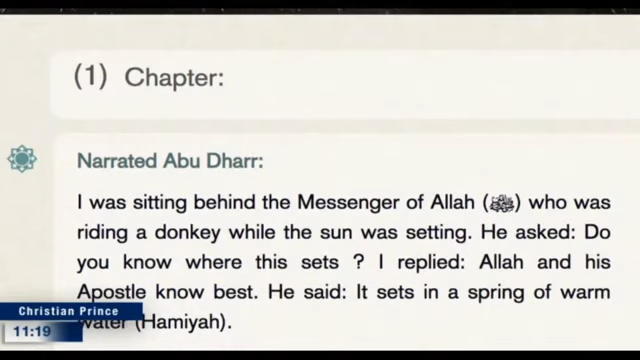 (1) Chapter:
Narrated Abu Dharr:
I was sitting behind the Messenger of Allah (ﷺ) who was
riding a donkey while the sun was setting. He asked: Do
you know where this sets ? I replied: Allah and his
Apostle know best. He said: It sets in a spring of warm
water (Hamiyah).
Christian Prince
11:19